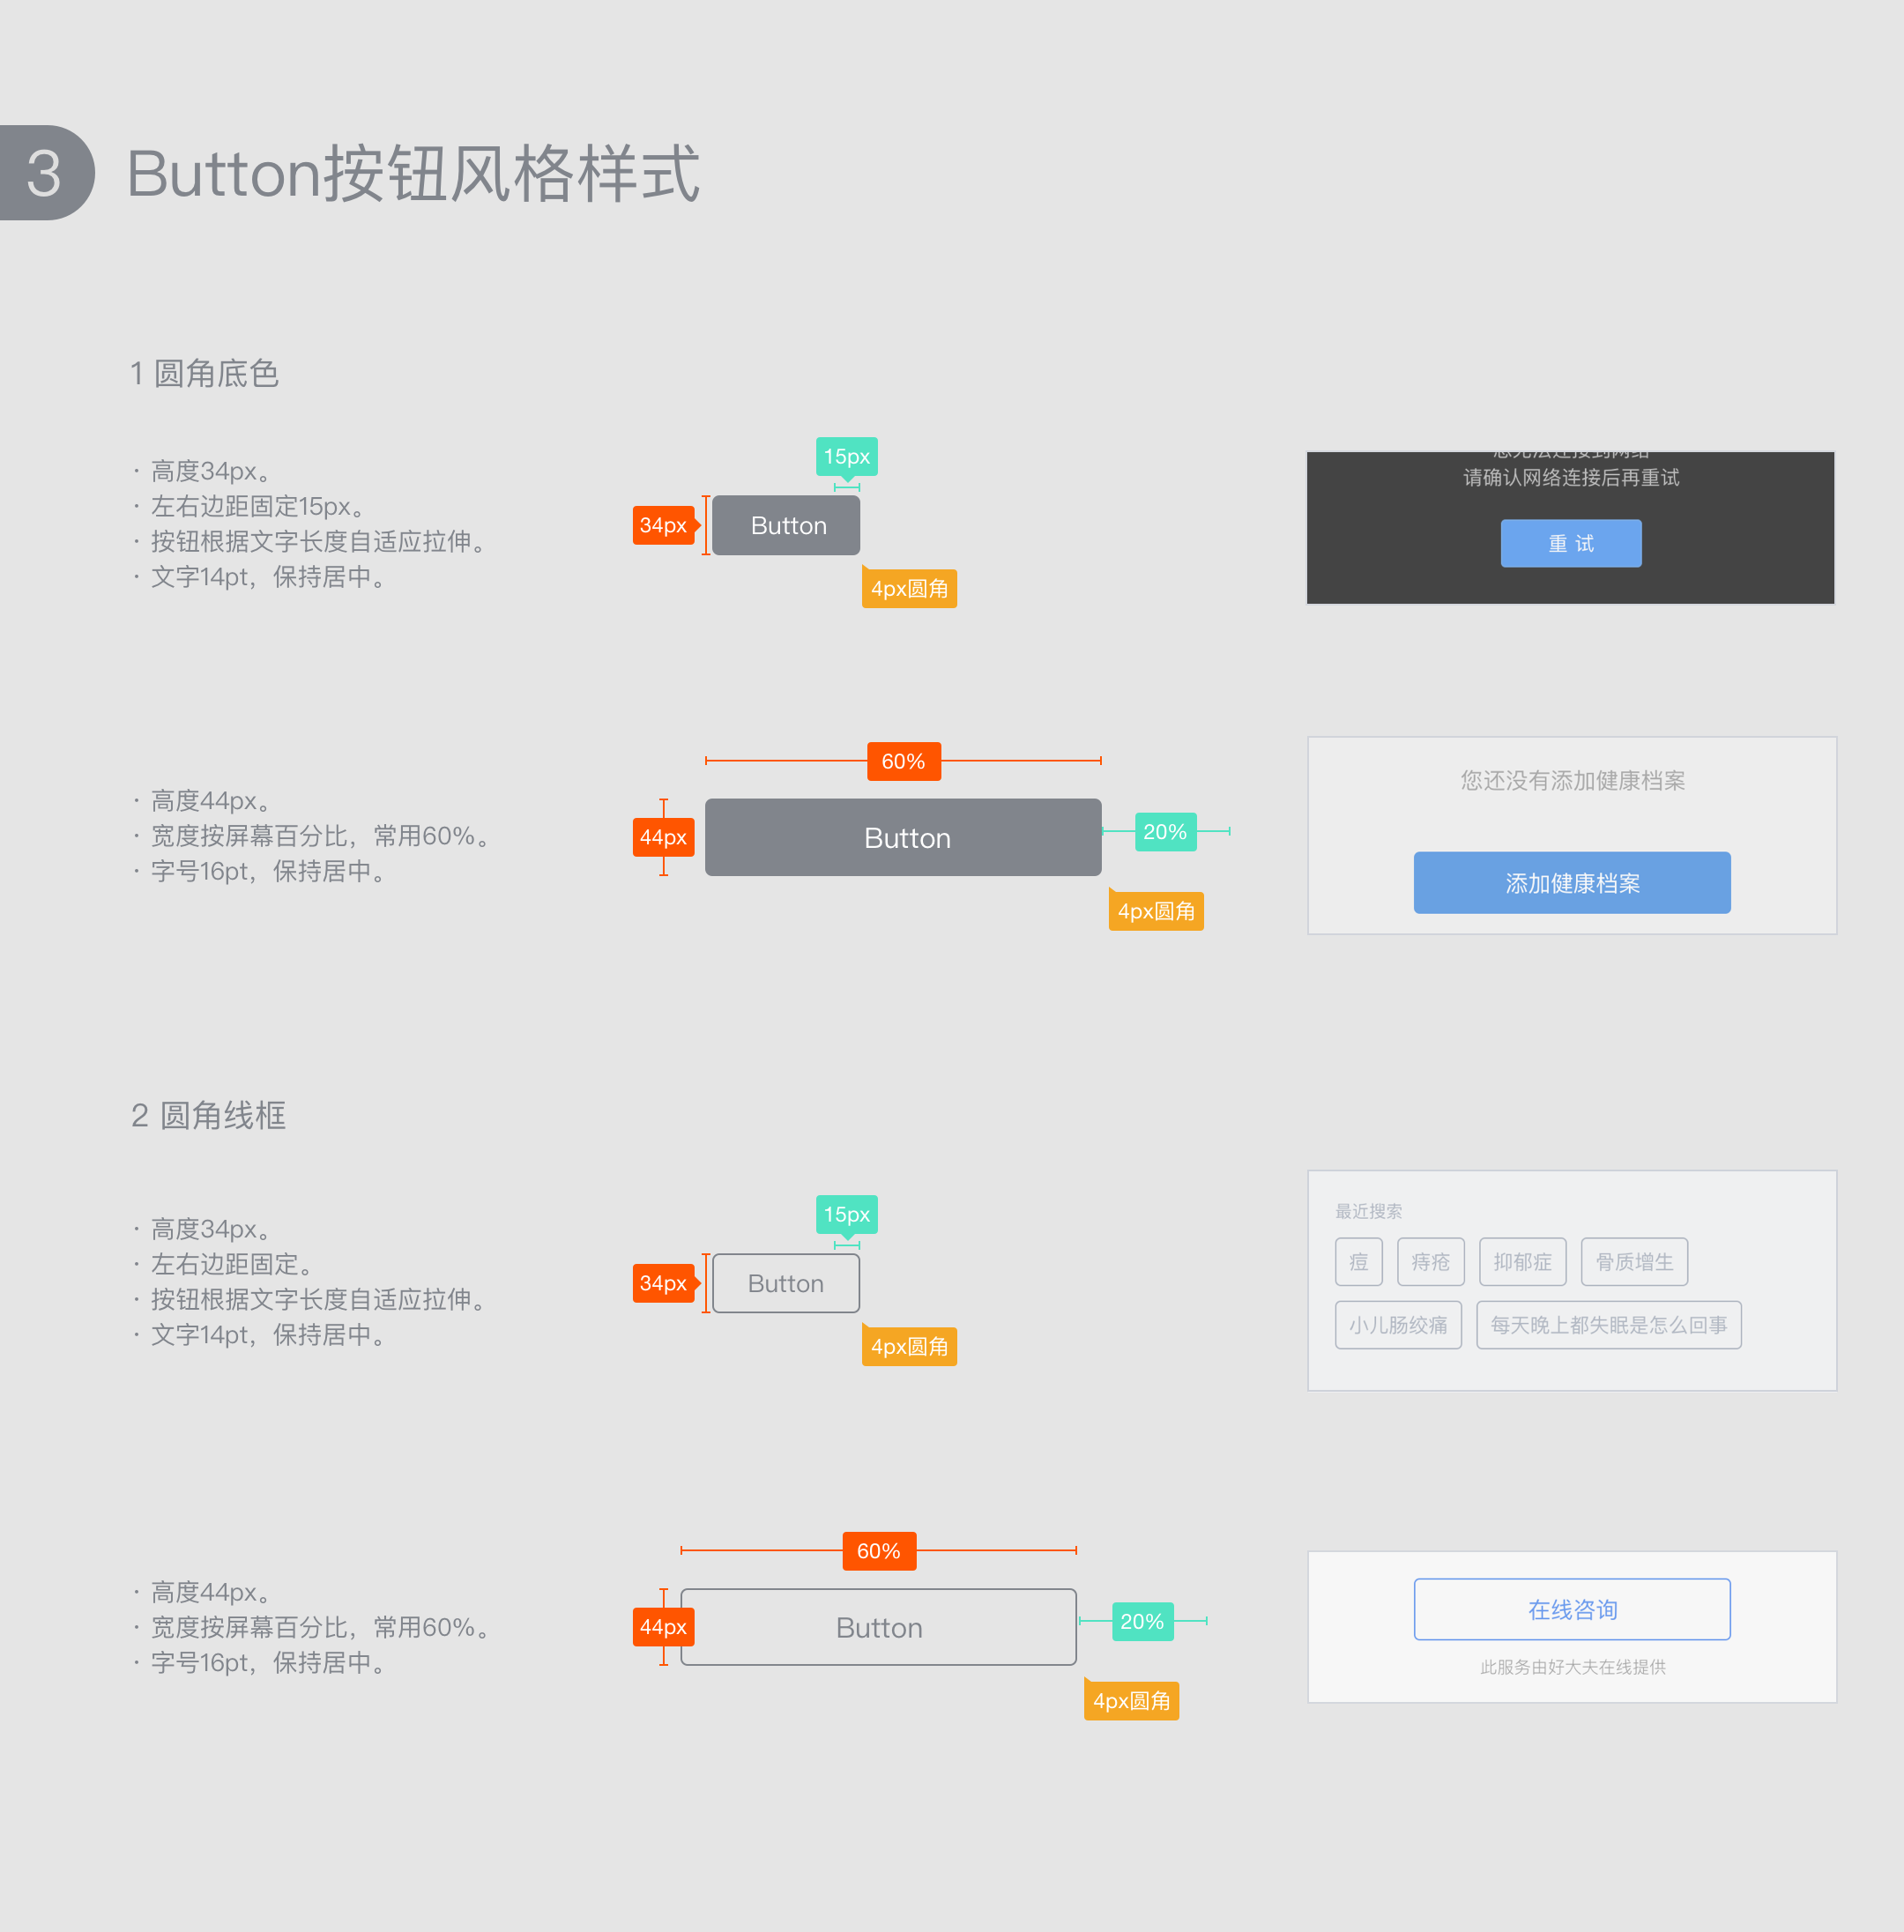 3
Button按钮风格样式
1 圆角底色
· 高度34px。
· 左右边距固定15px。
· 按钮根据文字长度自适应拉伸。
· 文字14pt，保持居中。
15px
34px
Button
4px圆角
您无法连接到网络
请确认网络连接后再重试
重 试
· 高度44px。
· 宽度按屏幕百分比，常用60%。
· 字号16pt，保持居中。
60%
44px
Button
20%
4px圆角
您还没有添加健康档案
添加健康档案
2 圆角线框
· 高度34px。
· 左右边距固定。
· 按钮根据文字长度自适应拉伸。
· 文字14pt，保持居中。
15px
34px
Button
4px圆角
最近搜索
痘 痔疮 抑郁症 骨质增生
小儿肠绞痛 每天晚上都失眠是怎么回事
· 高度44px。
· 宽度按屏幕百分比，常用60%。
· 字号16pt，保持居中。
60%
44px
Button
20%
4px圆角
在线咨询
此服务由好大夫在线提供